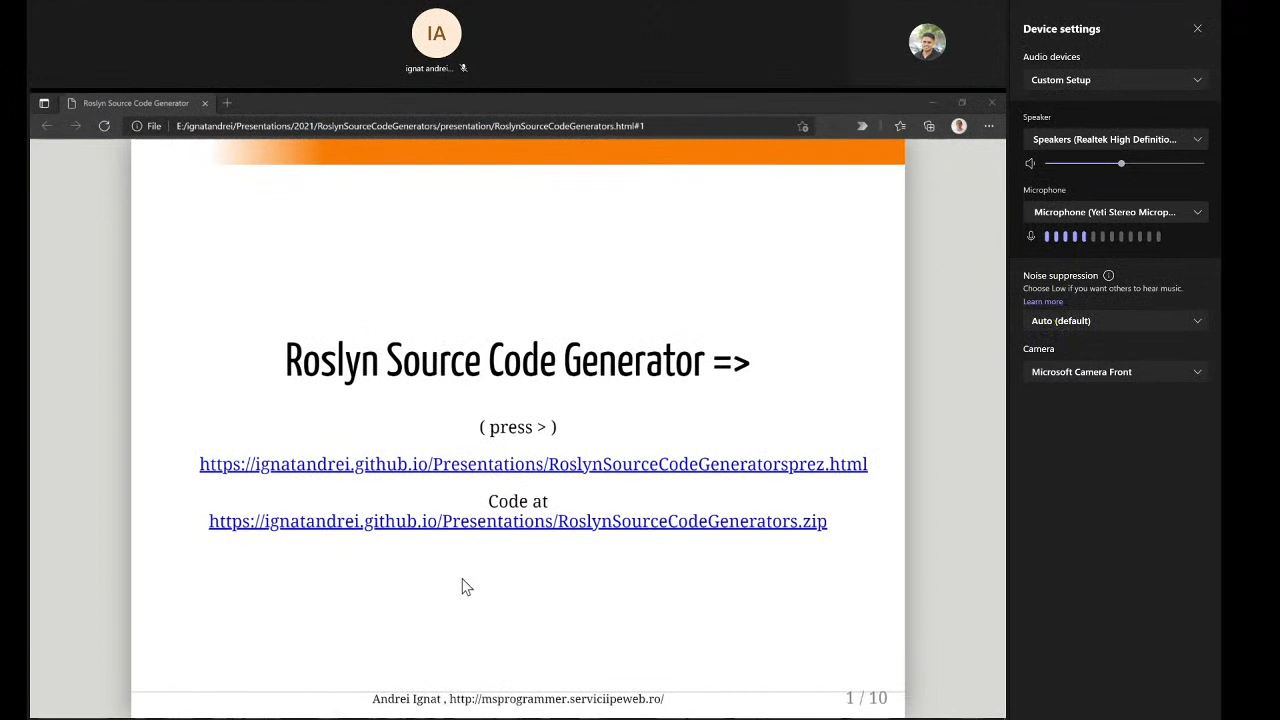 IA
ignat andrei...
Roslyn Source Code Generator
File
E:/ignatandrei/Presentations/2021/RoslynSourceCodeGenerators/presentation/RoslynSourceCodeGenerators.html#1
Roslyn Source Code Generator =>
( press > )
https://ignatandrei.github.io/Presentations/RoslynSourceCodeGeneratorsprez.html
Code at
https://ignatandrei.github.io/Presentations/RoslynSourceCodeGenerators.zip
Andrei Ignat , http://msprogrammer.serviciipeweb.ro/
1 / 10
Device settings
Audio devices
Custom Setup
Speaker
Speakers (Realtek High Definitio...
Microphone
Microphone (Yeti Stereo Microp...
Noise suppression
Choose Low if you want others to hear music.
Learn more
Auto (default)
Camera
Microsoft Camera Front